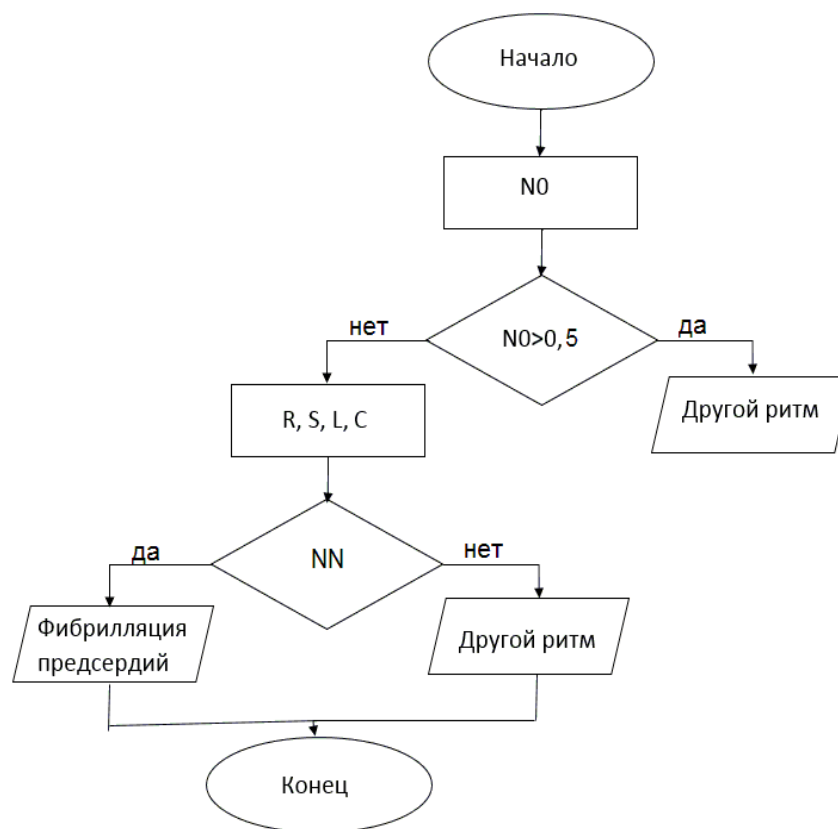 Начало
N0
нет
N0>0,5
да
R, S, L, C
Другой ритм
да
NN
нет
Фибрилляция
предсердий
Другой ритм
Конец